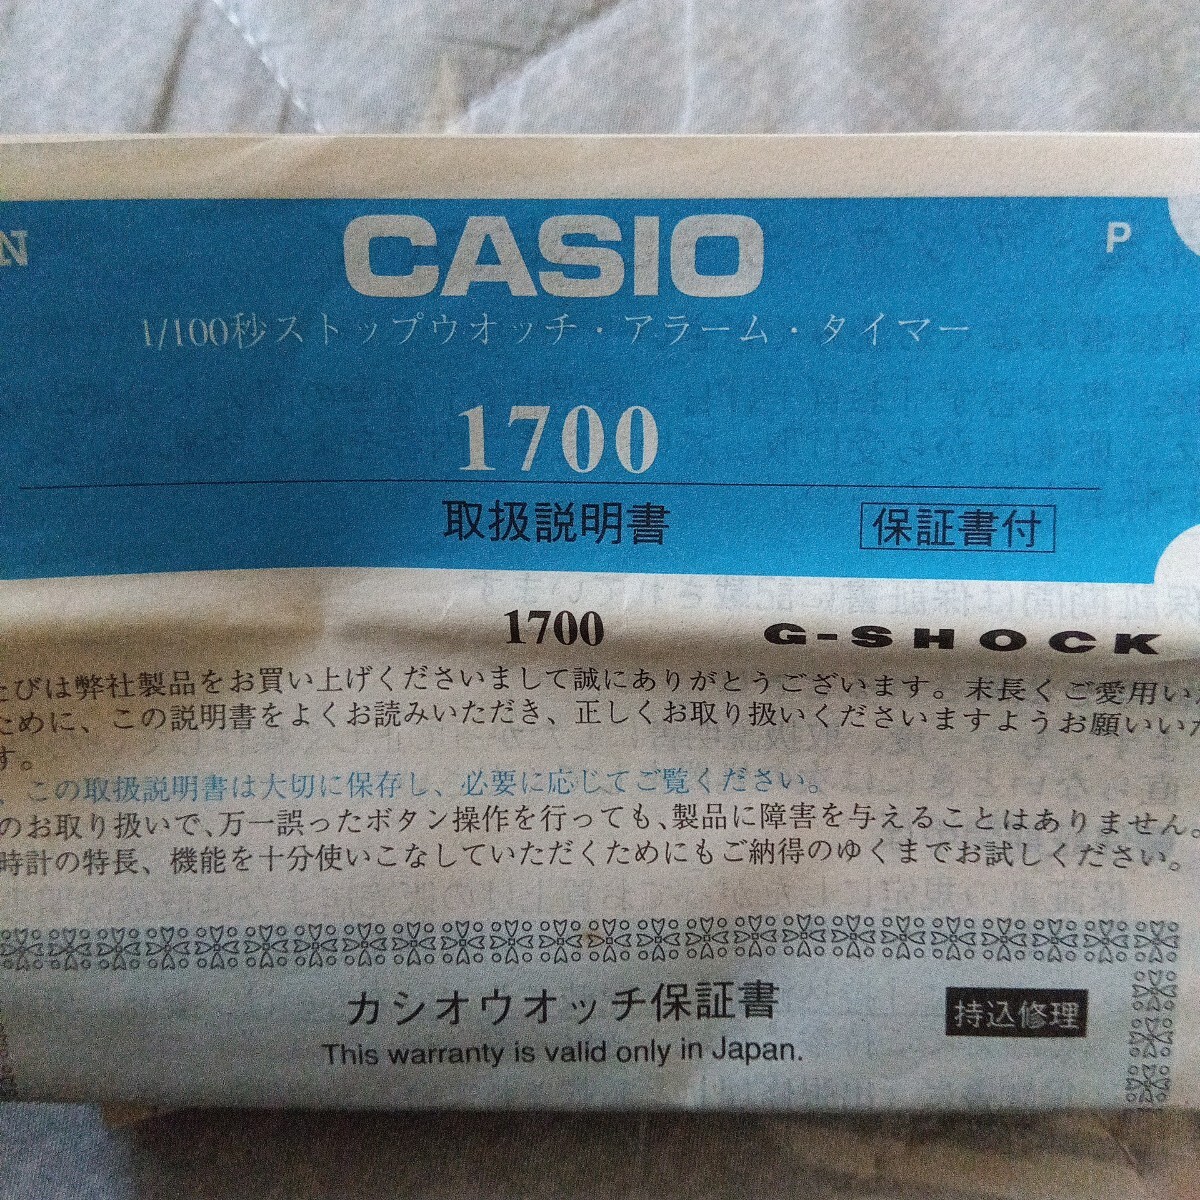 N
CASIO
P
1/100秒ストップウオッチ・アラーム・タイマー
1700
取扱説明書
保証書付
1700
G-SHOCK
たびは弊社製品をお買い上げくださいまして誠にありがとうございます。末長くご愛用い
ために、この説明書をよくお読みいただき、正しくお取り扱いくださいますようお願いいた
す。
、この取扱説明書は大切に保存し、必要に応じてご覧ください。
のお取り扱いで、万一誤ったボタン操作を行っても、製品に障害を与えることはありません。
時計の特長、機能を十分使いこなしていただくためにもご納得のゆくまでお試しください。
カシオウオッチ保証書
持込修理
This warranty is valid only in Japan.